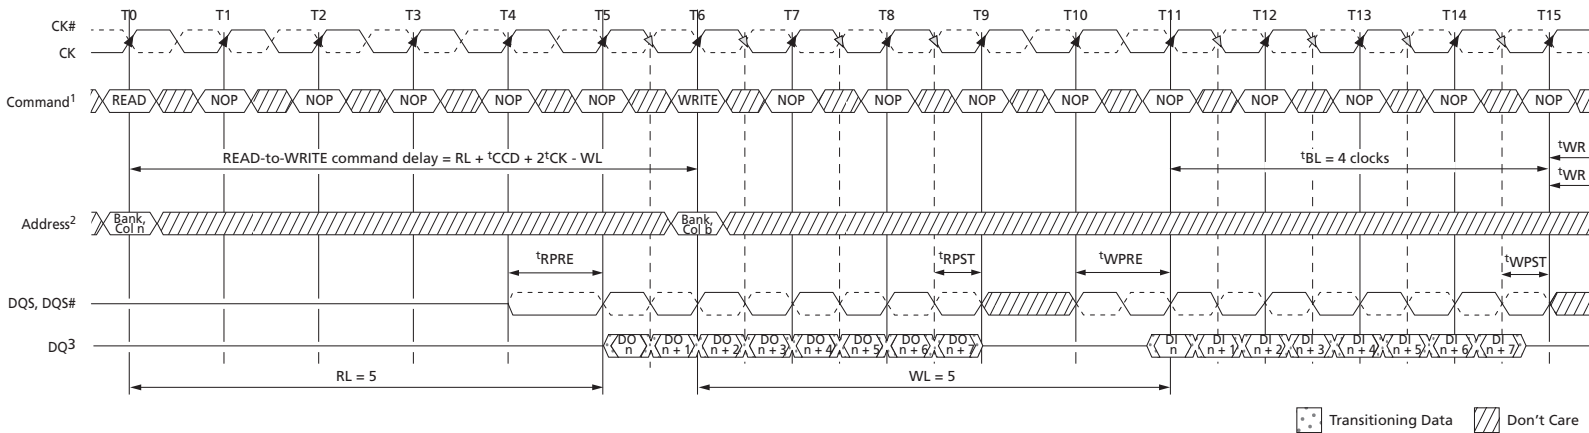 T0 T1 T2 T3 T4 T5 T6 T7 T8 T9 T10 T11 T12 T13 T14 T15
CK#
CK
Command1 READ NOP NOP NOP NOP NOP WRITE NOP NOP NOP NOP NOP NOP NOP NOP NOP
READ-to-WRITE command delay = RL + tCCD + 2tCK - WL tBL = 4 clocks tWR
tWR
Address2 Bank, Col n Bank, Col b
tRPRE tRPST tWPRE tWPST
DQS, DQS#
DQ3 DO n DO n + 1 DO n + 2 DO n + 3 DO n + 4 DO n + 5 DO n + 6 DO n + 7 DI n DI n + 1 DI n + 2 DI n + 3 DI n + 4 DI n + 5 DI n + 6 DI n + 7
RL = 5 WL = 5
Transitioning Data Don't Care